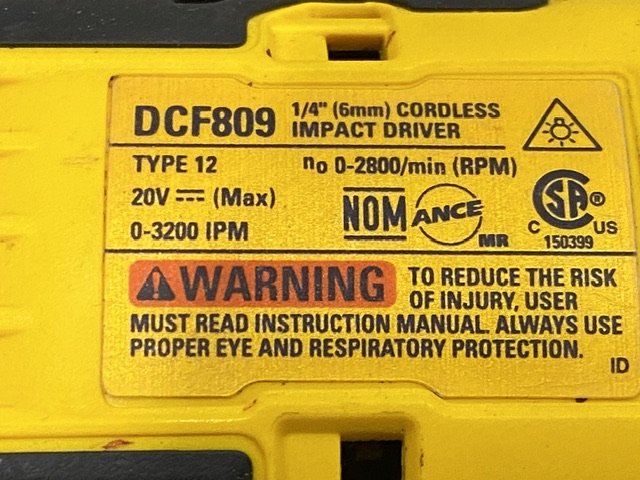 DCF809 1/4" (6mm) CORDLESS
IMPACT DRIVER
TYPE 12 no 0-2800/min (RPM)
20V ⎓ (Max)
0-3200 IPM
NOM ANCE MR
CSA ® C US
150399
WARNING TO REDUCE THE RISK
OF INJURY, USER
MUST READ INSTRUCTION MANUAL. ALWAYS USE
PROPER EYE AND RESPIRATORY PROTECTION.
ID